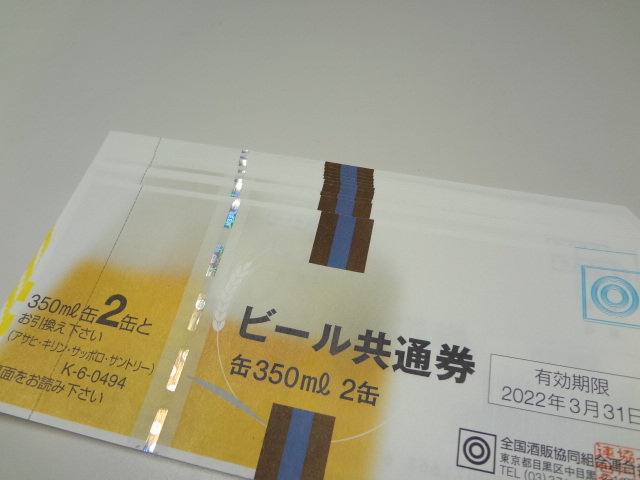 350ml缶2缶と
お引換え下さい
(アサヒ・キリン・サッポロ・サントリー)
K-6-0494
面をお読み下さい
ビール共通券
缶350ml 2缶
有効期限
2022年3月31日
全国酒販協同組合連合
東京都目黒区中目黒
TEL(03)